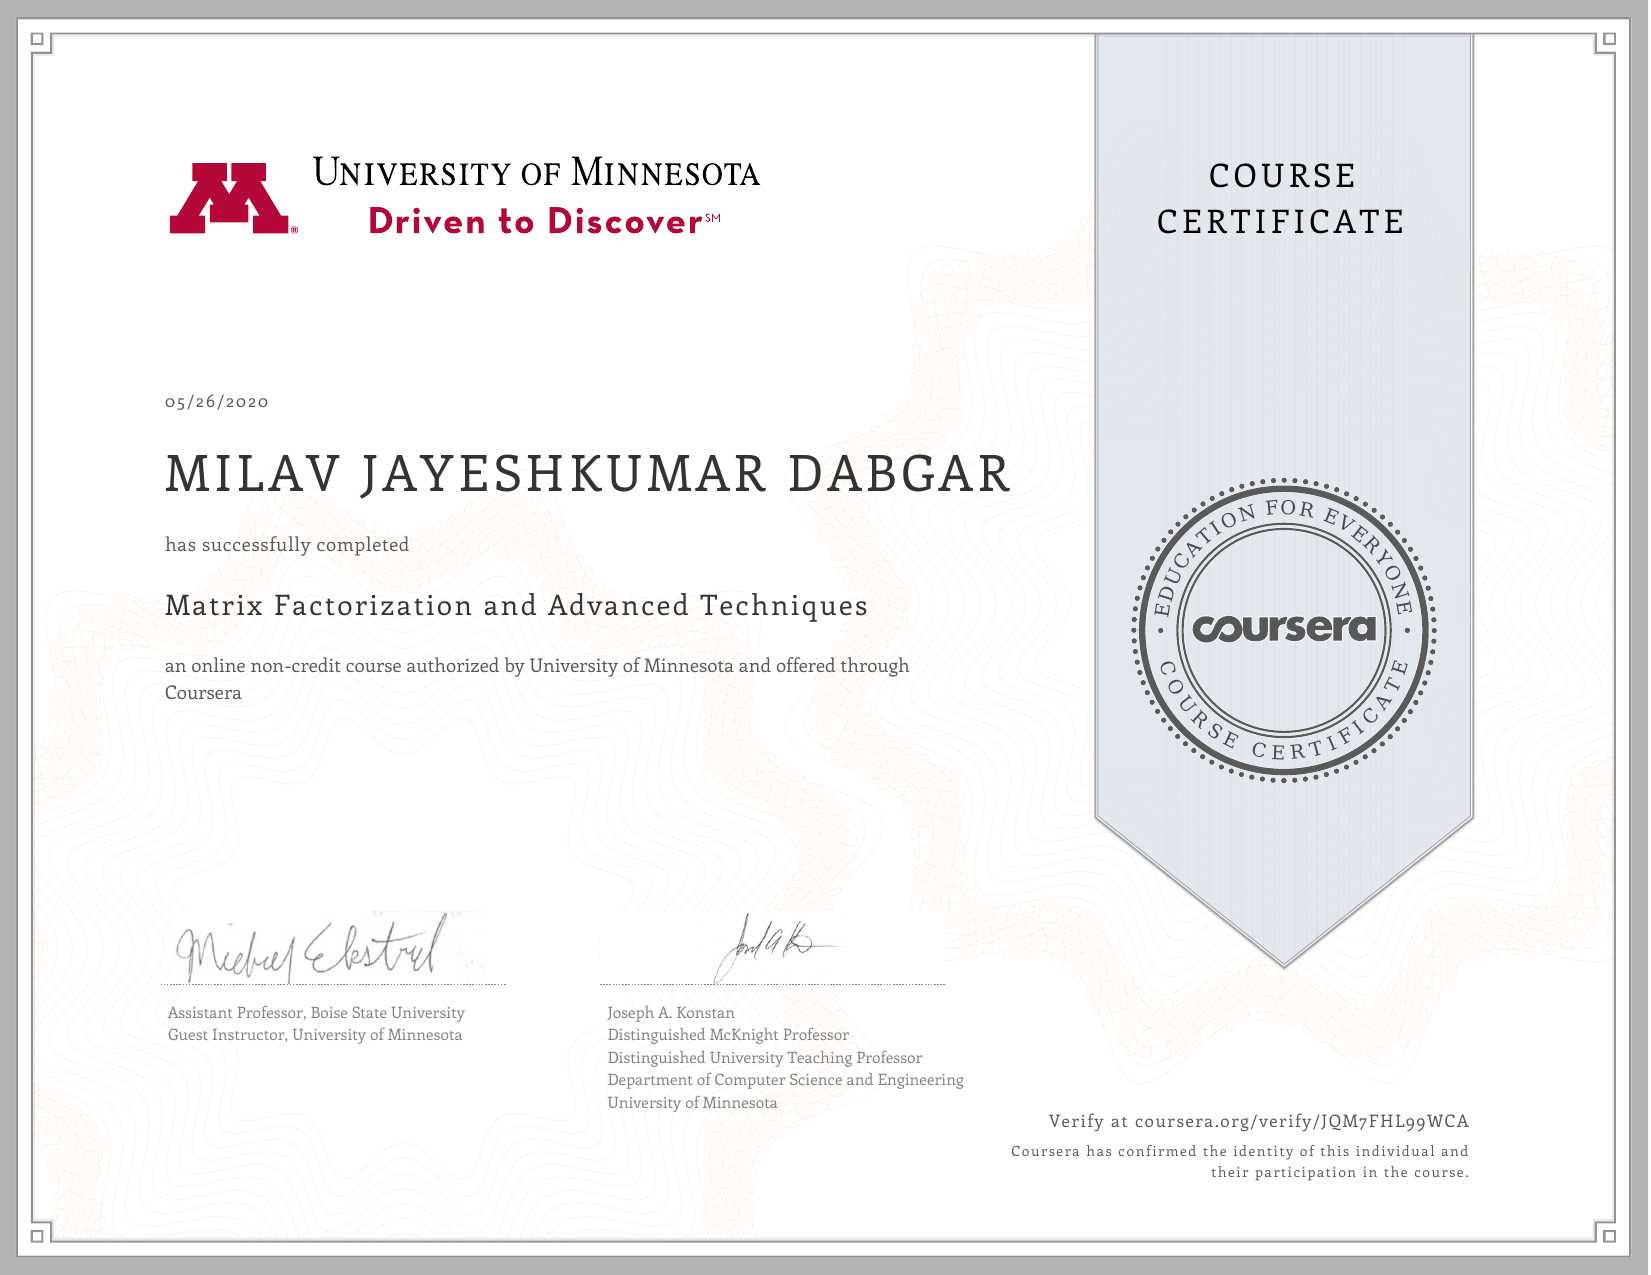 UNIVERSITY OF MINNESOTA
Driven to Discover℠
®
COURSE
CERTIFICATE
05/26/2020
MILAV JAYESHKUMAR DABGAR
has successfully completed
Matrix Factorization and Advanced Techniques
an online non-credit course authorized by University of Minnesota and offered through
Coursera
EDUCATION FOR EVERYONE
coursera
COURSE CERTIFICATE
Michael Ekstrand
Assistant Professor, Boise State University
Guest Instructor, University of Minnesota
Joseph A. Konstan
Distinguished McKnight Professor
Distinguished University Teaching Professor
Department of Computer Science and Engineering
University of Minnesota
Verify at coursera.org/verify/JQM7FHL99WCA
Coursera has confirmed the identity of this individual and
their participation in the course.